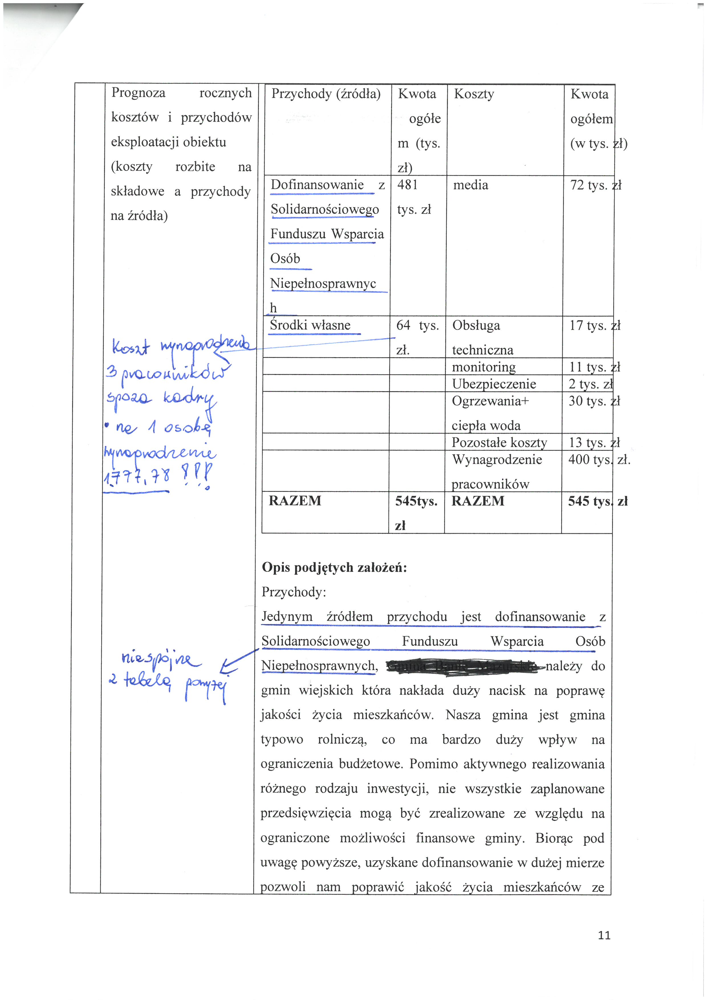 Prognoza rocznych
kosztów i przychodów
eksploatacji obiektu
(koszty rozbite na
składowe a przychody
na źródła)
Koszt wynagrodzenia
3 pracowników
spoza kadry
• na 1 osobę
wynagrodzenie
1777,78 !!!
Przychody (źródła)
Kwota
ogółe
m (tys.
zł)
Koszty
Kwota
ogółem
(w tys. zł)
Dofinansowanie z
Solidarnościowego
Funduszu Wsparcia
Osób
Niepełnosprawnyc
h
481
tys. zł
media
72 tys. zł
Środki własne
64 tys.
zł.
Obsługa
techniczna
17 tys. zł
monitoring
11 tys. zł
Ubezpieczenie
2 tys. zł
Ogrzewania+
ciepła woda
30 tys. zł
Pozostałe koszty
13 tys. zł
Wynagrodzenie
pracowników
400 tys. zł.
RAZEM
545tys.
zł
RAZEM
545 tys. zł
Opis podjętych założeń:
Przychody:
Jedynym źródłem przychodu jest dofinansowanie z
Solidarnościowego Funduszu Wsparcia Osób
Niepełnosprawnych, należy do
niespójne
z tabelą powyżej
gmin wiejskich która nakłada duży nacisk na poprawę
jakości życia mieszkańców. Nasza gmina jest gmina
typowo rolniczą, co ma bardzo duży wpływ na
ograniczenia budżetowe. Pomimo aktywnego realizowania
różnego rodzaju inwestycji, nie wszystkie zaplanowane
przedsięwzięcia mogą być zrealizowane ze względu na
ograniczone możliwości finansowe gminy. Biorąc pod
uwagę powyższe, uzyskane dofinansowanie w dużej mierze
pozwoli nam poprawić jakość życia mieszkańców ze
11